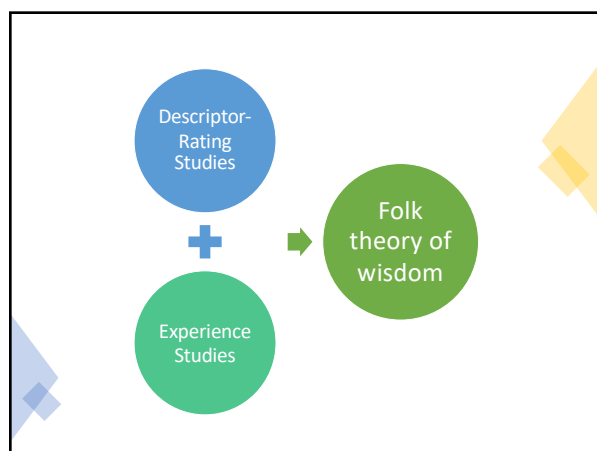 Descriptor-
Rating
Studies
Experience
Studies
Folk
theory of
wisdom